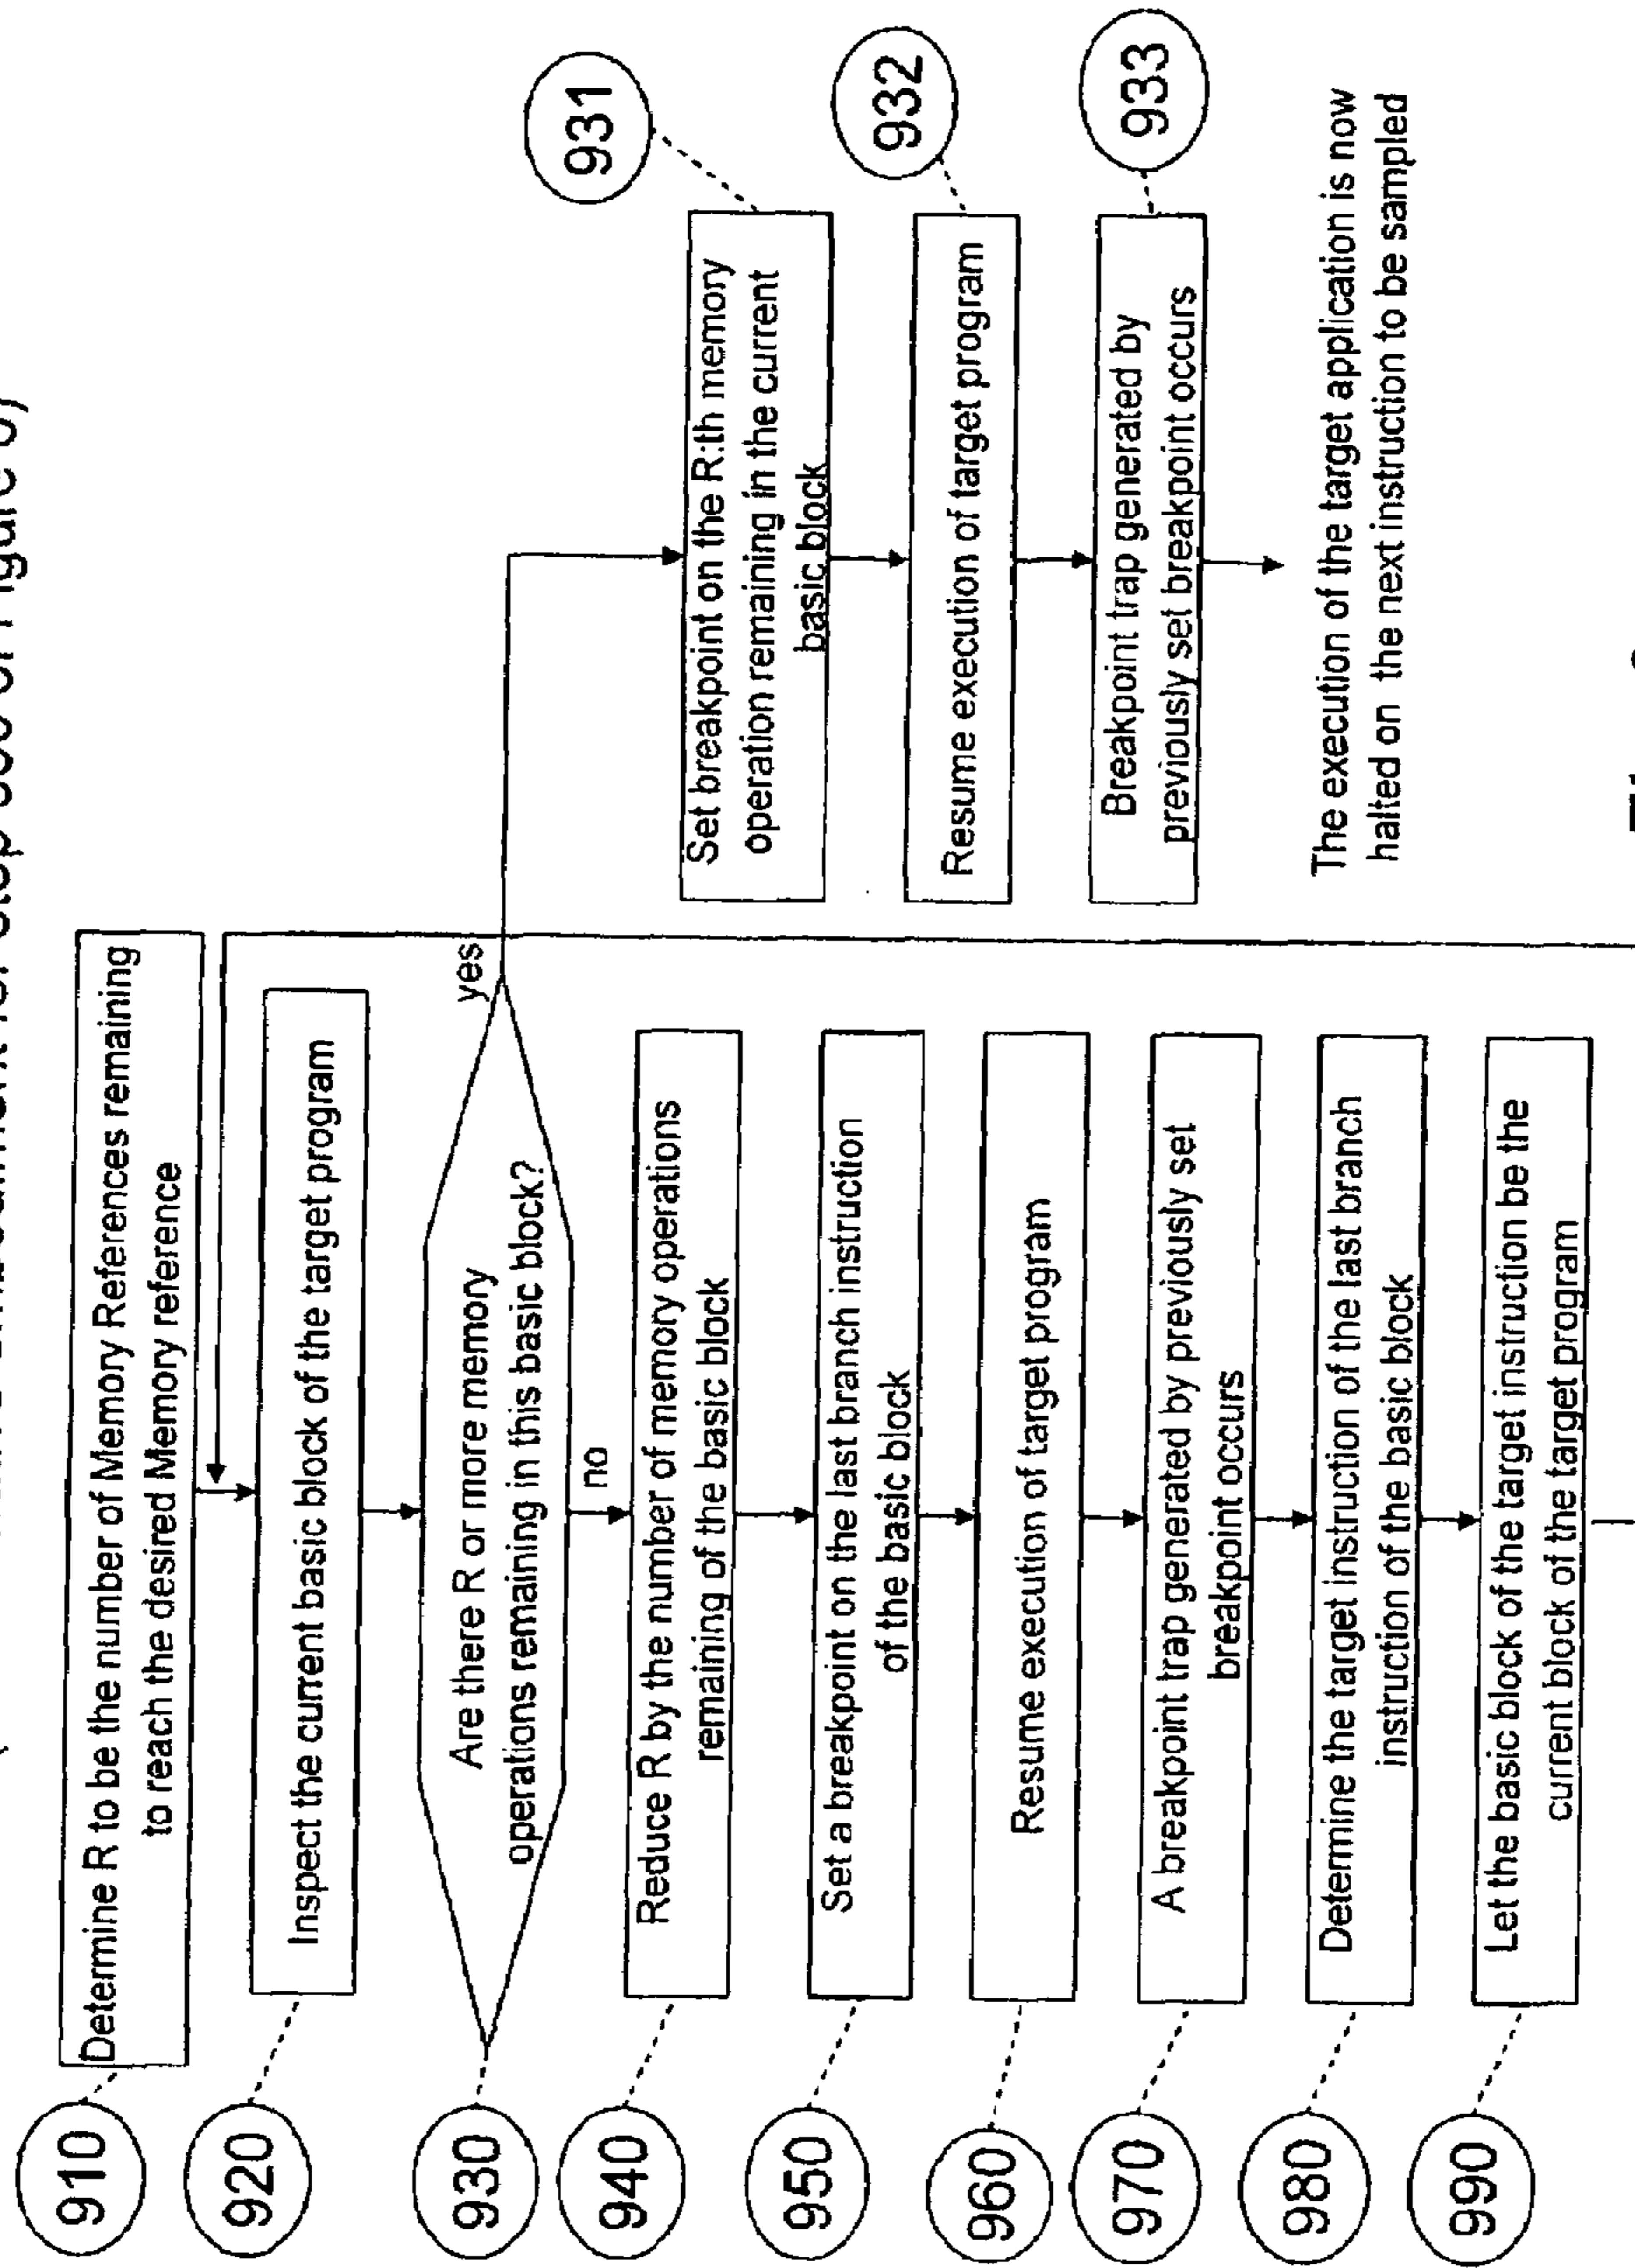 for Step 350 of Figure 3)
910
Determine R to be the number of Memory References remaining
to reach the desired Memory reference
920
Inspect the current basic block of the target program
930
Are there R or more memory
operations remaining in this basic block?
yes
no
931
Set breakpoint on the R:th memory
operation remaining in the current
basic block
932
Resume execution of target program
933
Breakpoint trap generated by
previously set breakpoint occurs
The execution of the target application is now
halted on the next instruction to be sampled
940
Reduce R by the number of memory operations
remaining of the basic block
950
Set a breakpoint on the last branch instruction
of the basic block
960
Resume execution of target program
970
A breakpoint trap generated by previously set
breakpoint occurs
980
Determine the target instruction of the last branch
instruction of the basic block
990
Let the basic block of the target instruction be the
current block of the target program